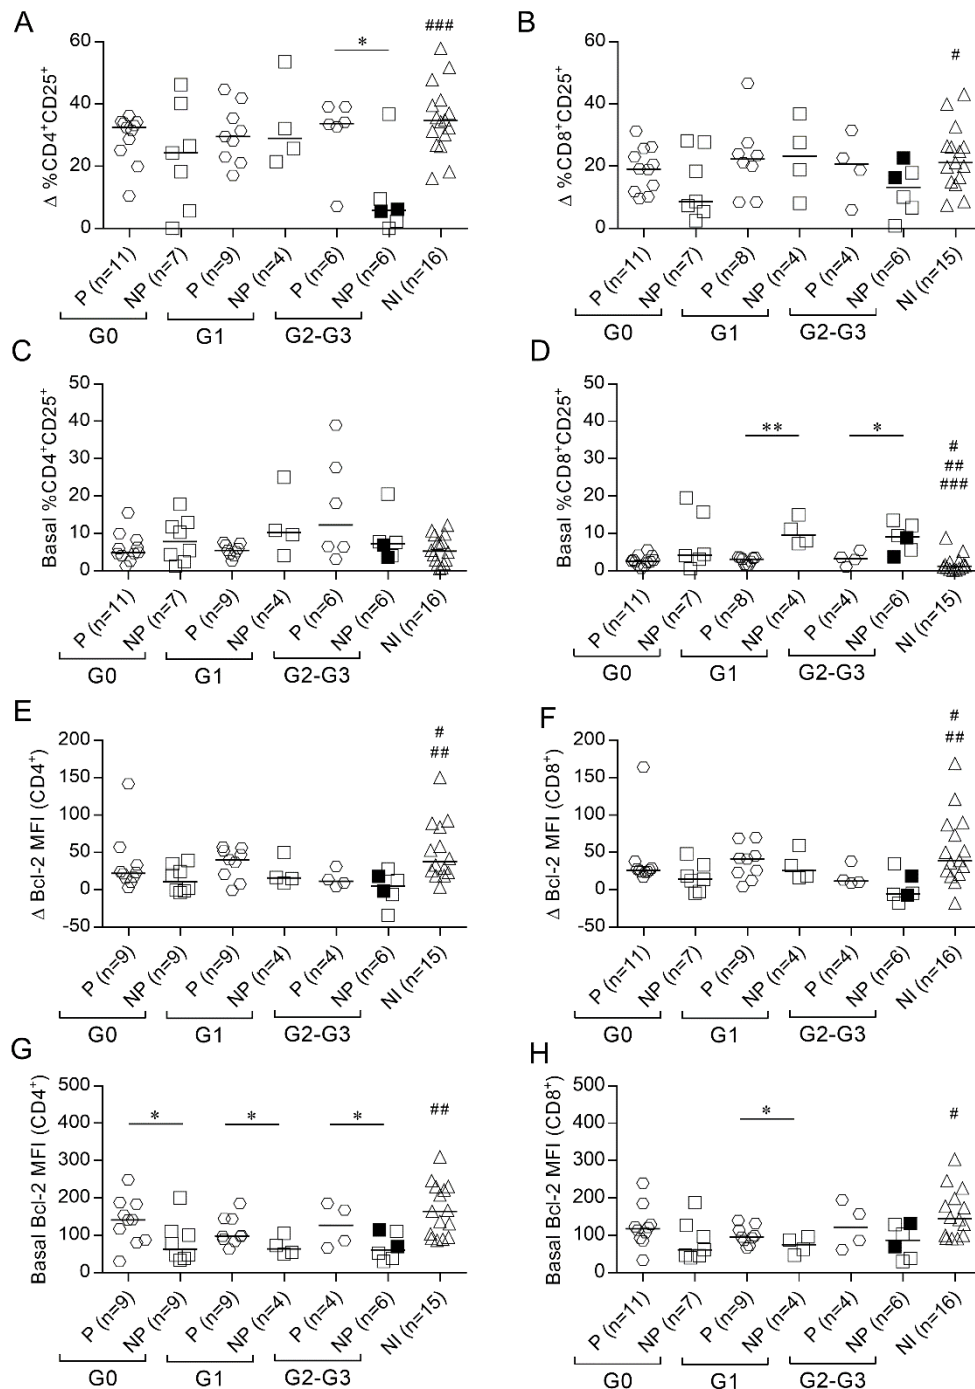 A
###
*
Δ %CD4⁺CD25⁺
60
40
20
0
P (n=11)
NP (n=7)
P (n=9)
NP (n=4)
P (n=6)
NP (n=6)
NI (n=16)
G0
G1
G2-G3
B
#
Δ %CD8⁺CD25⁺
60
40
20
0
P (n=11)
NP (n=7)
P (n=8)
NP (n=4)
P (n=4)
NP (n=6)
NI (n=15)
G0
G1
G2-G3
C
Basal %CD4⁺CD25⁺
50
40
30
20
10
0
P (n=11)
NP (n=7)
P (n=9)
NP (n=4)
P (n=6)
NP (n=6)
NI (n=16)
G0
G1
G2-G3
D
**
*
#
##
###
Basal %CD8⁺CD25⁺
50
40
30
20
10
0
P (n=11)
NP (n=7)
P (n=8)
NP (n=4)
P (n=4)
NP (n=6)
NI (n=15)
G0
G1
G2-G3
E
#
##
Δ Bcl-2 MFI (CD4⁺)
200
150
100
50
0
-50
P (n=9)
NP (n=9)
P (n=9)
NP (n=4)
P (n=4)
NP (n=6)
NI (n=15)
G0
G1
G2-G3
F
#
##
Δ Bcl-2 MFI (CD8⁺)
200
150
100
50
0
-50
P (n=11)
NP (n=7)
P (n=9)
NP (n=4)
P (n=4)
NP (n=6)
NI (n=16)
G0
G1
G2-G3
G
*
*
*
##
Basal Bcl-2 MFI (CD4⁺)
500
400
300
200
100
0
P (n=9)
NP (n=9)
P (n=9)
NP (n=4)
P (n=4)
NP (n=6)
NI (n=15)
G0
G1
G2-G3
H
*
#
Basal Bcl-2 MFI (CD8⁺)
500
400
300
200
100
0
P (n=11)
NP (n=7)
P (n=9)
NP (n=4)
P (n=4)
NP (n=6)
NI (n=16)
G0
G1
G2-G3